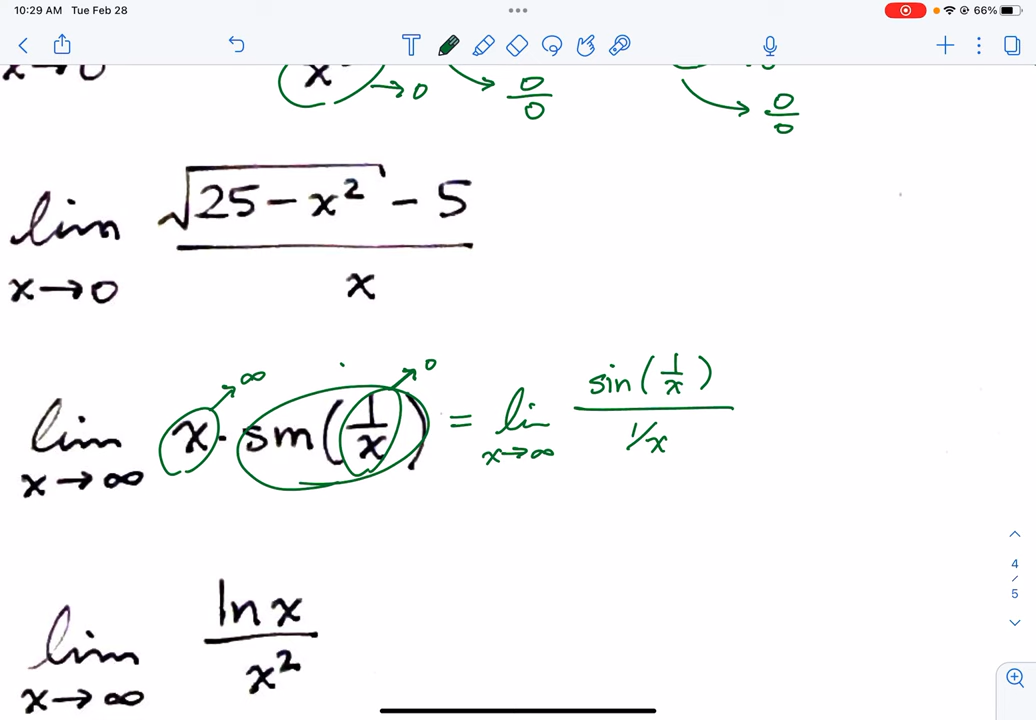 10:29 AM Tue Feb 28
66%
T
x→0 x →0 0/0 0/0
lim x→0 (√(25 − x²) − 5)/x
∞ 0
lim x→∞ x · sin(1/x) = lim x→∞ sin(1/x)/(1/x)
4/5
lim x→∞ ln x/x²